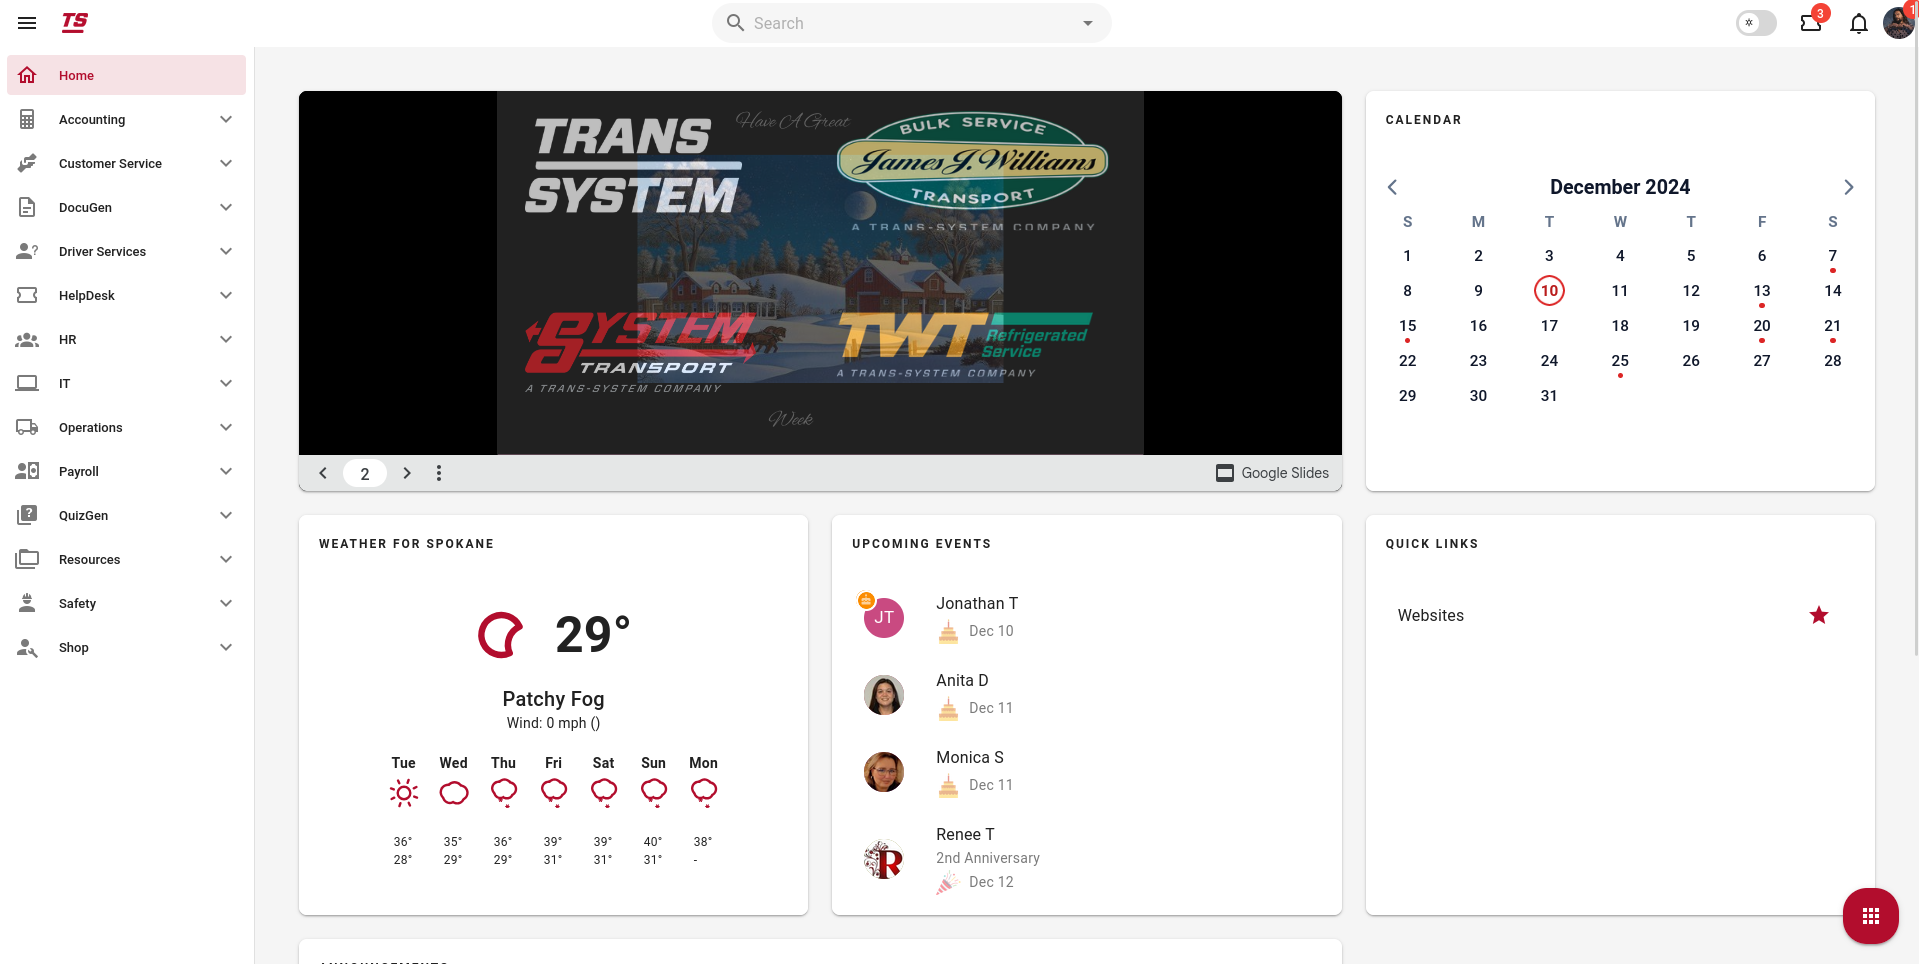 TS
Search
3
1
Home
Accounting
Customer Service
DocuGen
Driver Services
HelpDesk
HR
IT
Operations
Payroll
QuizGen
Resources
Safety
Shop
Have A Great
TRANS
SYSTEM
BULK SERVICE
James J. Williams
TRANSPORT
A TRANS-SYSTEM COMPANY
SYSTEM
TRANSPORT
A TRANS-SYSTEM COMPANY
TWT Refrigerated
Service
A TRANS-SYSTEM COMPANY
Week
2
Google Slides
CALENDAR
December 2024
S M T W T F S
1 2 3 4 5 6 7
8 9 10 11 12 13 14
15 16 17 18 19 20 21
22 23 24 25 26 27 28
29 30 31
WEATHER FOR SPOKANE
29°
Patchy Fog
Wind: 0 mph ()
Tue Wed Thu Fri Sat Sun Mon
36° 35° 36° 39° 39° 40° 38°
28° 29° 29° 31° 31° 31° -
UPCOMING EVENTS
JT
Jonathan T
Dec 10
Anita D
Dec 11
Monica S
Dec 11
R
Renee T
2nd Anniversary
Dec 12
QUICK LINKS
Websites